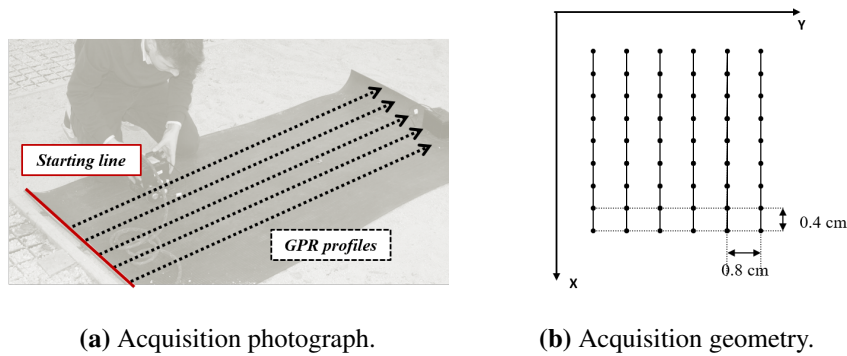 Starting line
GPR profiles
(a) Acquisition photograph.
Y
0.4 cm
0.8 cm
X
(b) Acquisition geometry.